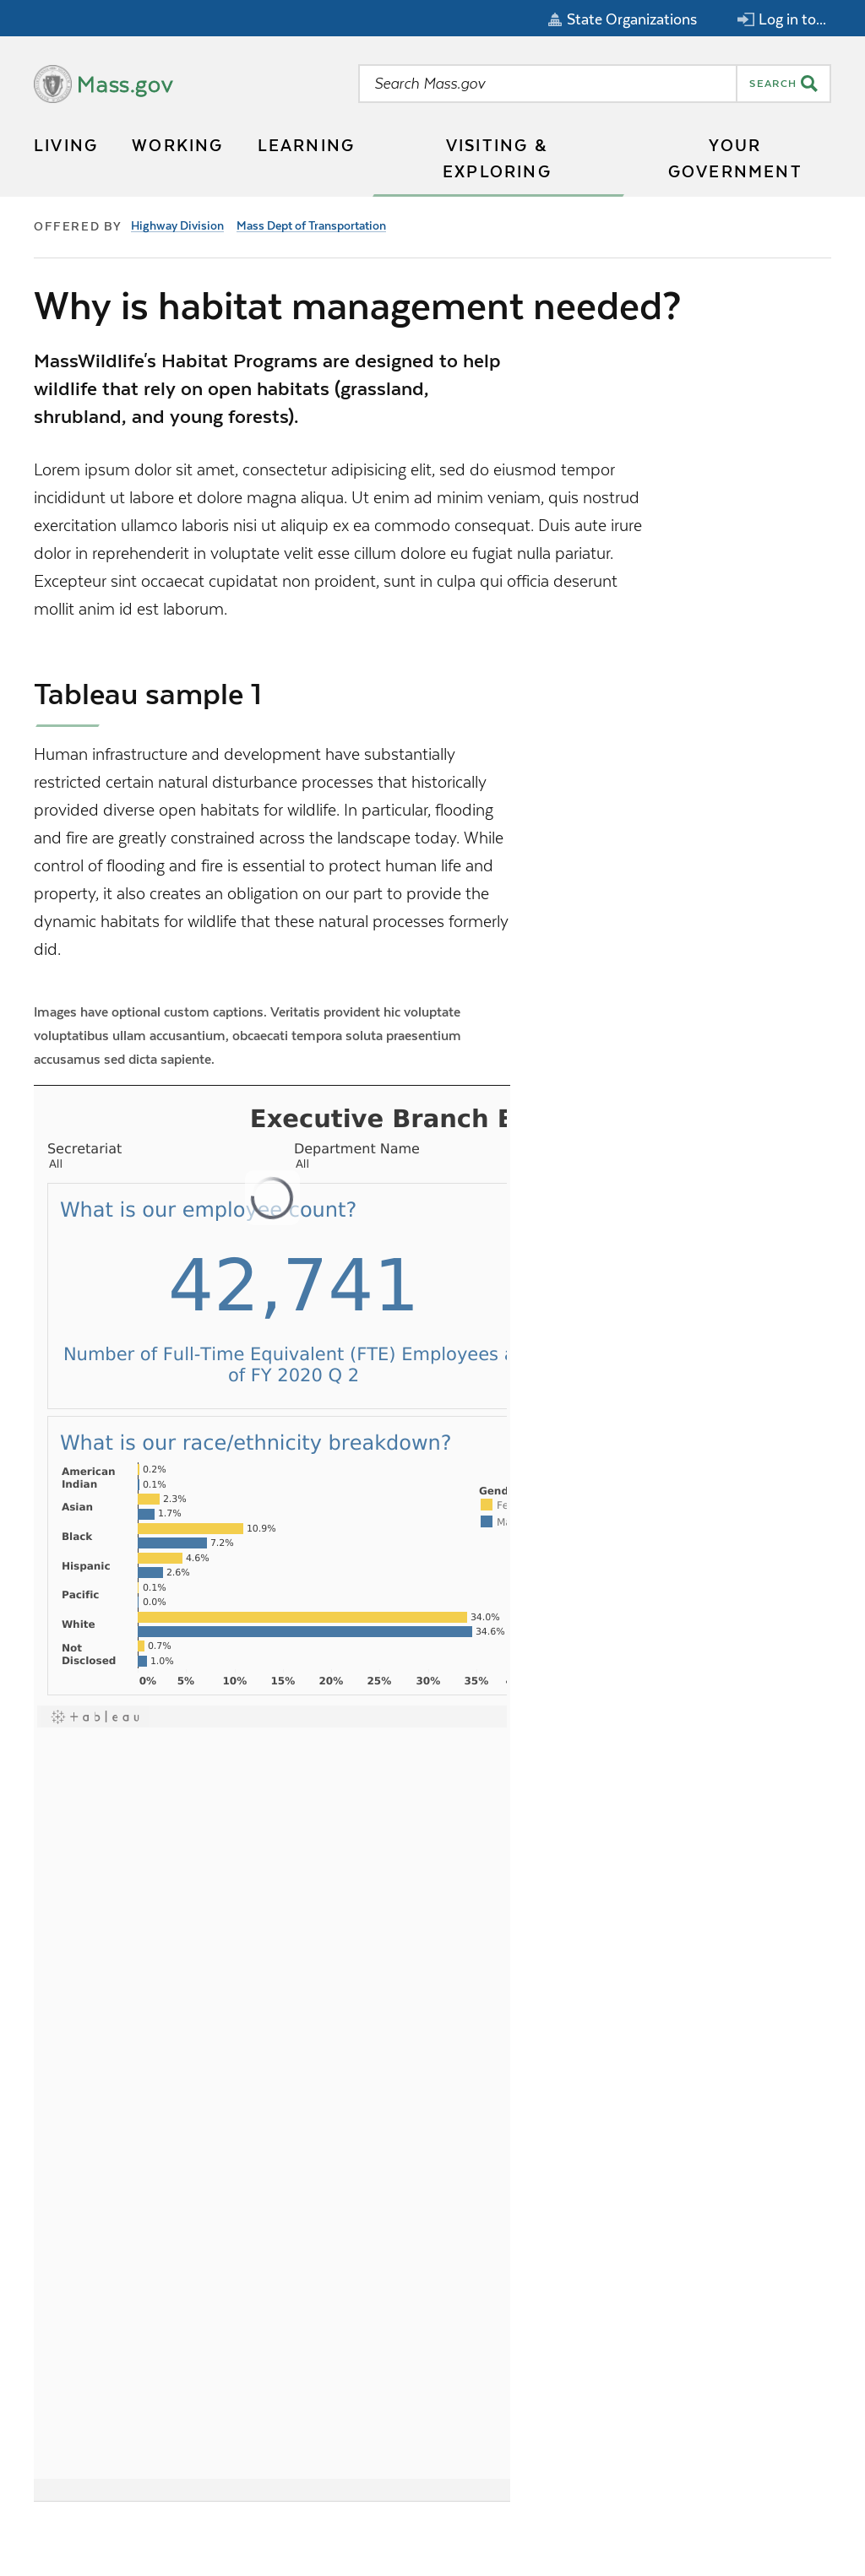 State Organizations
Log in to...
Mass.gov
Search Mass.gov
SEARCH
LIVING
WORKING
LEARNING
VISITING &
EXPLORING
YOUR
GOVERNMENT
OFFERED BY Highway Division Mass Dept of Transportation
Why is habitat management needed?
MassWildlife's Habitat Programs are designed to help
wildlife that rely on open habitats (grassland,
shrubland, and young forests).
Lorem ipsum dolor sit amet, consectetur adipisicing elit, sed do eiusmod tempor
incididunt ut labore et dolore magna aliqua. Ut enim ad minim veniam, quis nostrud
exercitation ullamco laboris nisi ut aliquip ex ea commodo consequat. Duis aute irure
dolor in reprehenderit in voluptate velit esse cillum dolore eu fugiat nulla pariatur.
Excepteur sint occaecat cupidatat non proident, sunt in culpa qui officia deserunt
mollit anim id est laborum.
Tableau sample 1
Human infrastructure and development have substantially
restricted certain natural disturbance processes that historically
provided diverse open habitats for wildlife. In particular, flooding
and fire are greatly constrained across the landscape today. While
control of flooding and fire is essential to protect human life and
property, it also creates an obligation on our part to provide the
dynamic habitats for wildlife that these natural processes formerly
did.
Images have optional custom captions. Veritatis provident hic voluptate
voluptatibus ullam accusantium, obcaecati tempora soluta praesentium
accusamus sed dicta sapiente.
Executive Branch
Secretariat
All
Department Name
All
What is our employee count?
42,741
Number of Full-Time Equivalent (FTE) Employees
of FY 2020 Q 2
What is our race/ethnicity breakdown?
American
Indian
0.2%
0.1%
Asian
2.3%
1.7%
Black
10.9%
7.2%
Hispanic
4.6%
2.6%
Pacific
0.1%
0.0%
White
34.0%
34.6%
Not
Disclosed
0.7%
1.0%
Gend
Fe
Ma
0% 5% 10% 15% 20% 25% 30% 35%
tableau